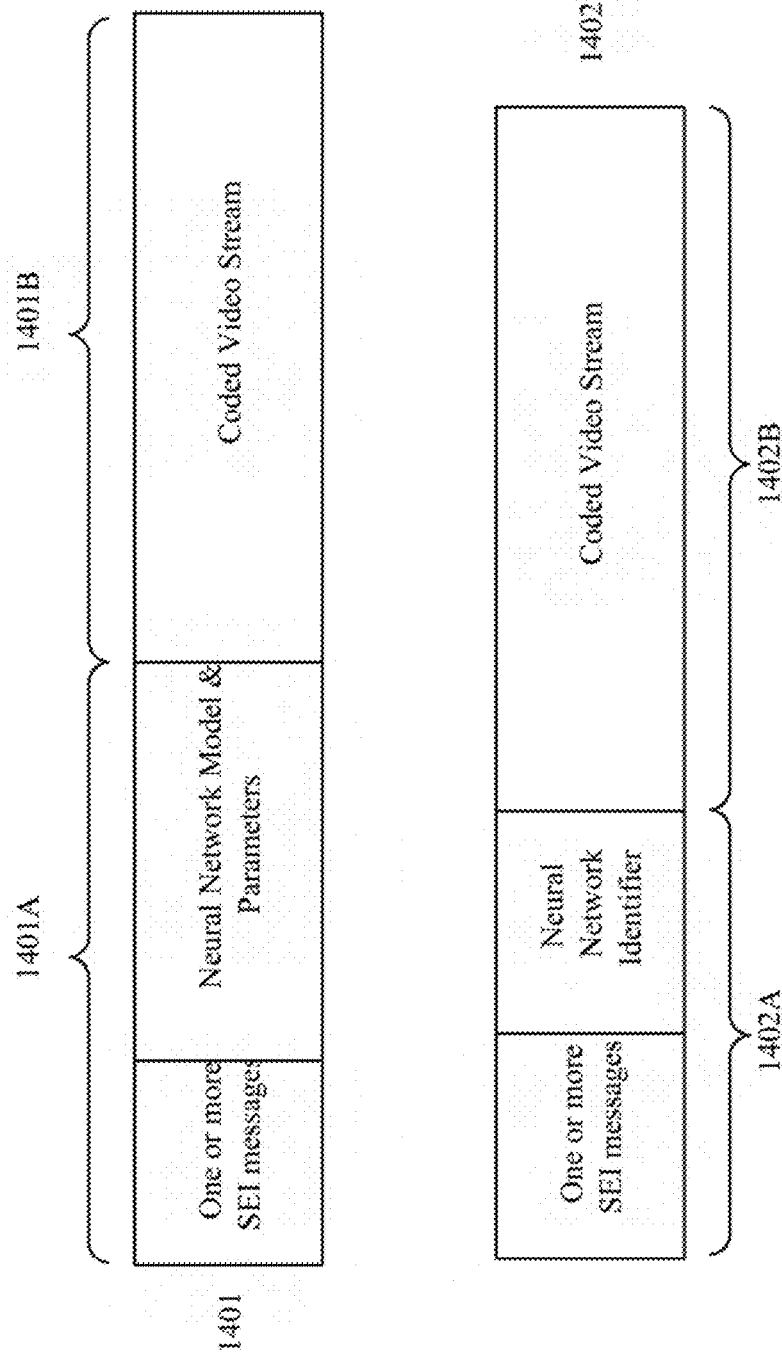 1401A
1401B
1401
One or more
SEI messages
Neural Network Model &
Parameters
Coded Video Stream
One or more
SEI messages
Neural
Network
Identifier
Coded Video Stream
1402
1402A
1402B